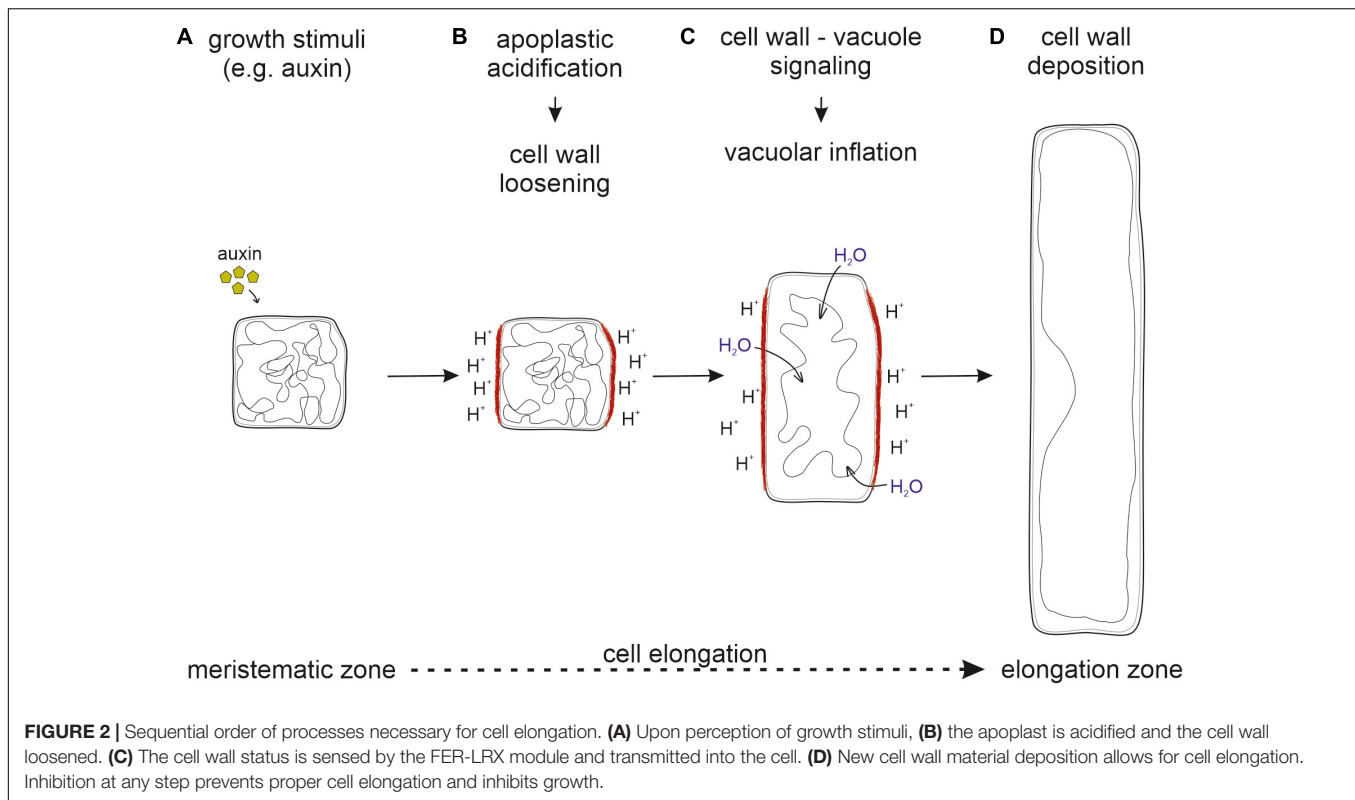 A growth stimuli
(e.g. auxin)
B apoplastic
acidification
cell wall
loosening
C cell wall - vacuole
signaling
vacuolar inflation
D cell wall
deposition
auxin
H⁺
H⁺
H⁺
H⁺
H⁺
H⁺
H⁺
H⁺
H₂O
H₂O
H₂O
H⁺
H⁺
H⁺
H⁺
H⁺
H⁺
H⁺
H⁺
meristematic zone
cell elongation
elongation zone
FIGURE 2 | Sequential order of processes necessary for cell elongation. (A) Upon perception of growth stimuli, (B) the apoplast is acidified and the cell wall
loosened. (C) The cell wall status is sensed by the FER-LRX module and transmitted into the cell. (D) New cell wall material deposition allows for cell elongation.
Inhibition at any step prevents proper cell elongation and inhibits growth.